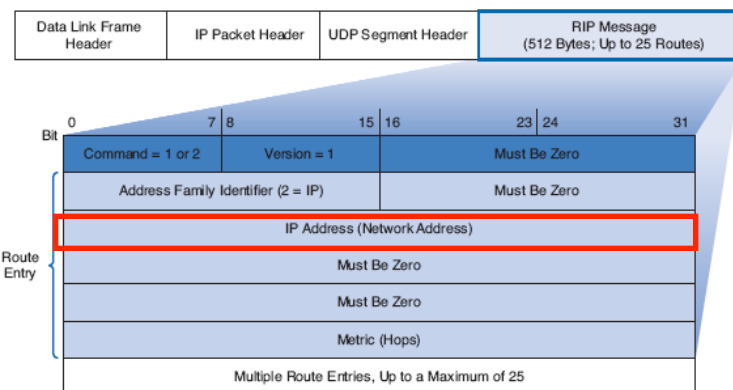 Data Link Frame
Header
IP Packet Header
UDP Segment Header
RIP Message
(512 Bytes; Up to 25 Routes)
Bit
0 7 8 15 16 23 24 31
Command = 1 or 2
Version = 1
Must Be Zero
Address Family Identifier (2 = IP)
Must Be Zero
IP Address (Network Address)
Route
Entry
Must Be Zero
Must Be Zero
Metric (Hops)
Multiple Route Entries, Up to a Maximum of 25